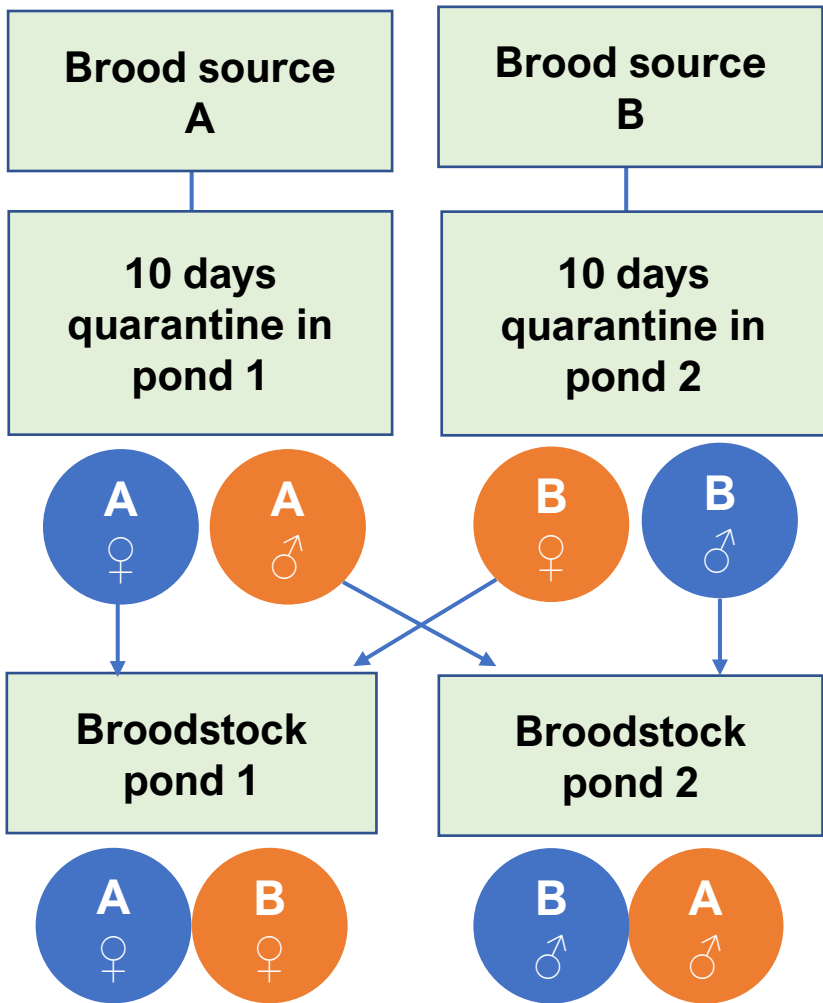 Brood source
A
Brood source
B
10 days
quarantine in
pond 1
10 days
quarantine in
pond 2
A
♀
A
♂
B
♀
B
♂
Broodstock
pond 1
Broodstock
pond 2
A
♀
B
♀
B
♂
A
♂